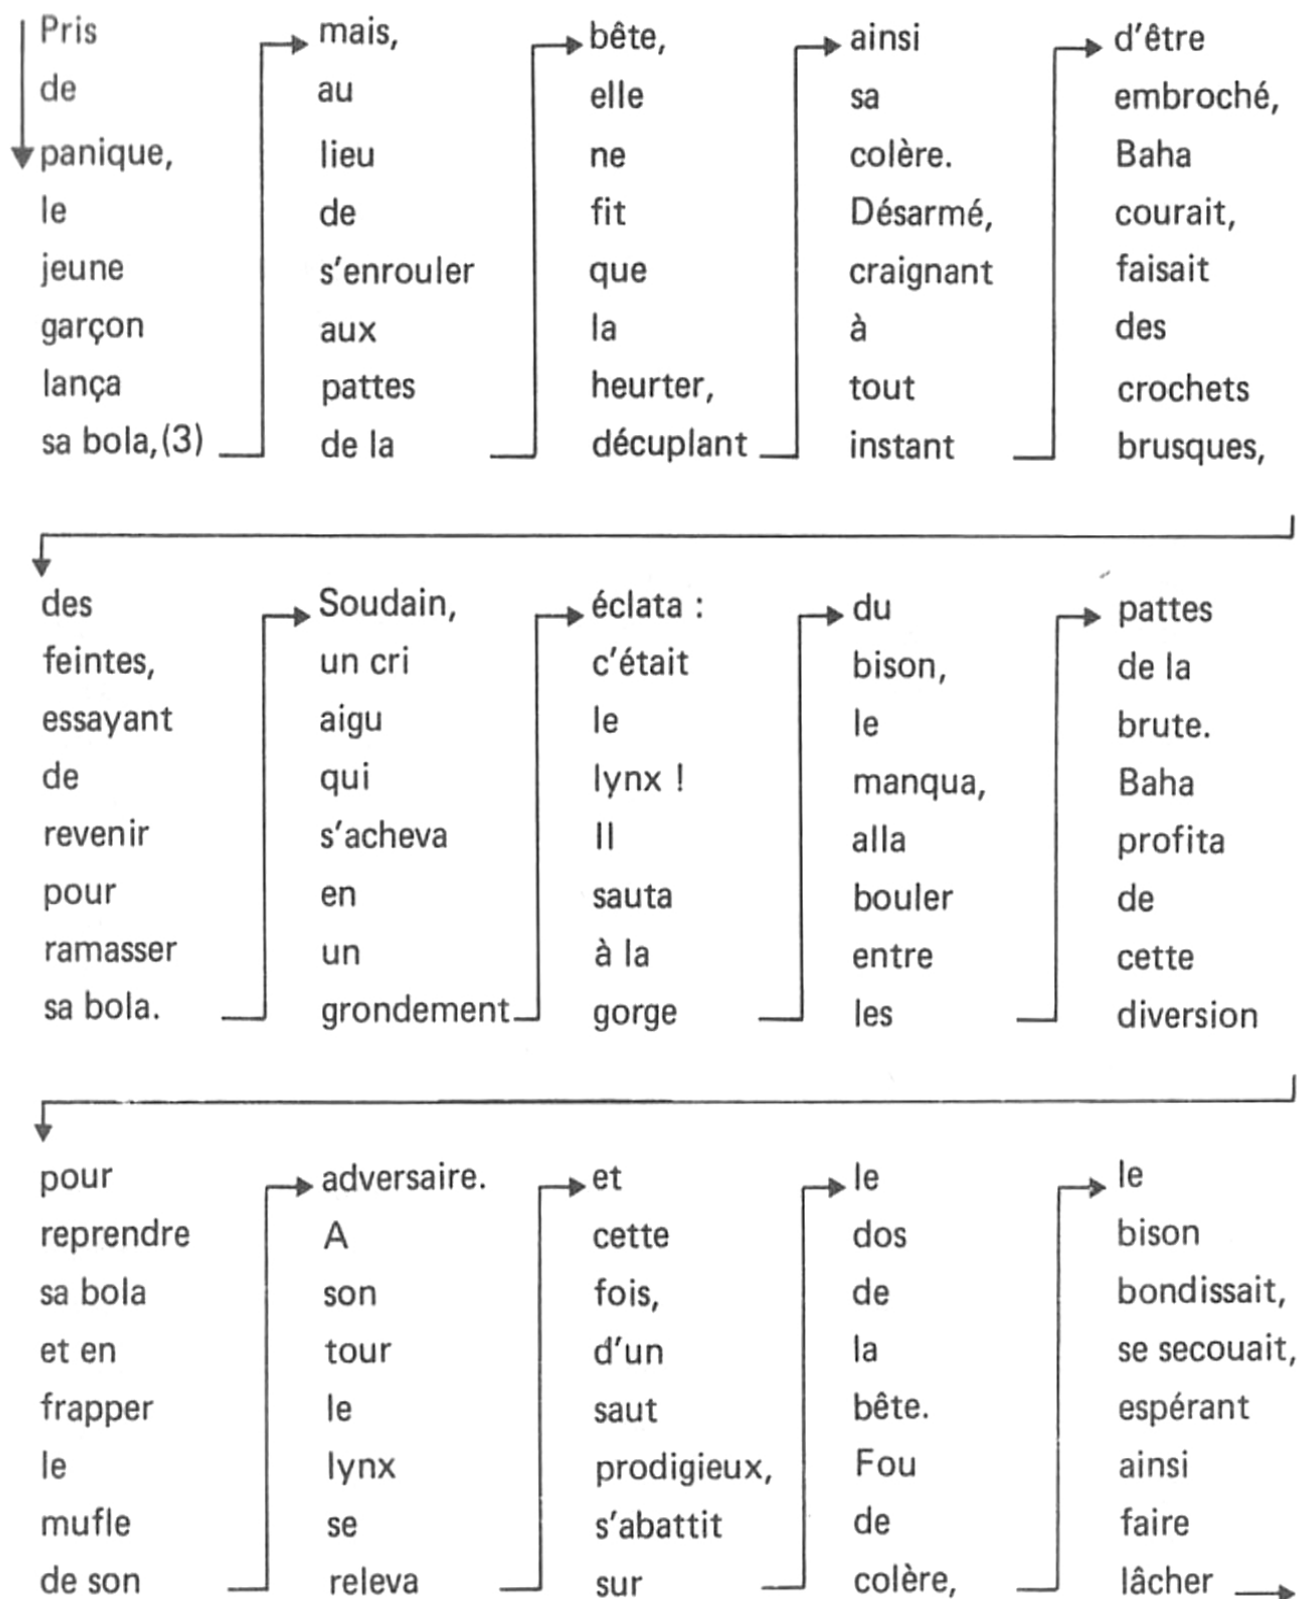 Pris
de
panique,
le
jeune
garçon
lança
sa bola,(3)
mais,
au
lieu
de
s'enrouler
aux
pattes
de la
bête,
elle
ne
fit
que
la
heurter,
décuplant
ainsi
sa
colère.
Désarmé,
craignant
à
tout
instant
d'être
embroché,
Baha
courait,
faisait
des
crochets
brusques,
des
feintes,
essayant
de
revenir
pour
ramasser
sa bola.
Soudain,
un cri
aigu
qui
s'acheva
en
un
grondement
éclata :
c'était
le
lynx !
Il
sauta
à la
gorge
du
bison,
le
manqua,
alla
bouler
entre
les
pattes
de la
brute.
Baha
profita
de
cette
diversion
pour
reprendre
sa bola
et en
frapper
le
mufle
de son
adversaire.
A
son
tour
le
lynx
se
releva
et
cette
fois,
d'un
saut
prodigieux,
s'abattit
sur
le
dos
de
la
bête.
Fou
de
colère,
le
bison
bondissait,
se secouait,
espérant
ainsi
faire
lâcher